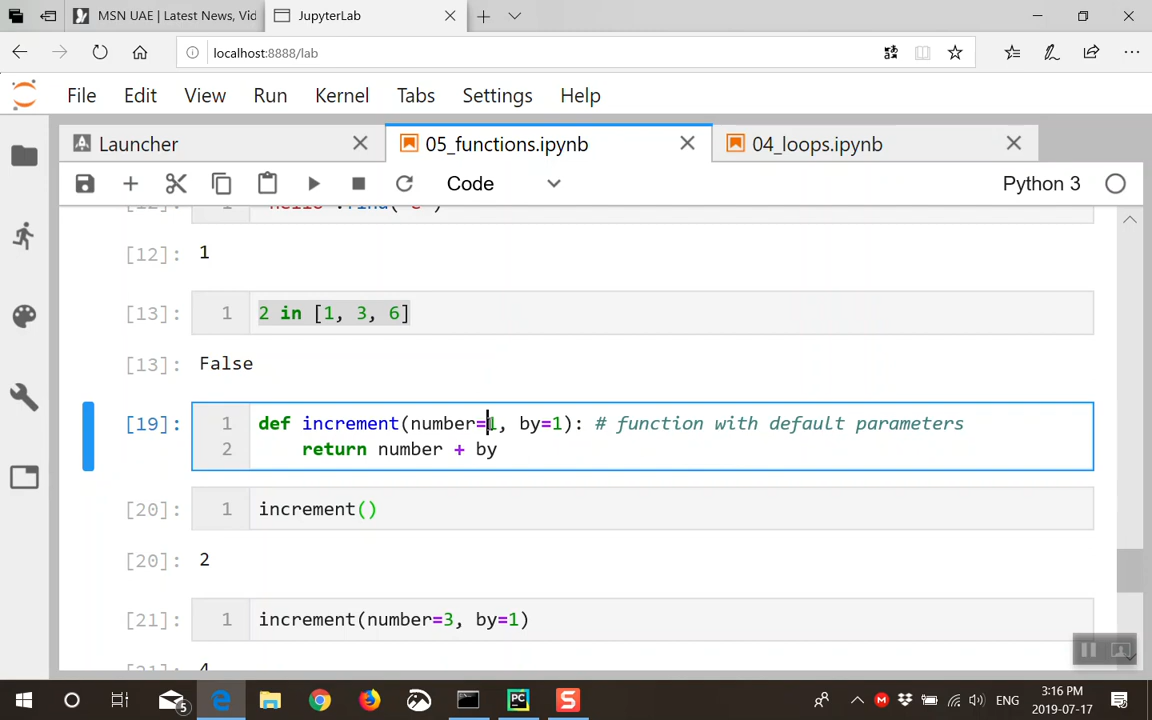 MSN UAE | Latest News, Vid
JupyterLab
localhost:8888/lab
File Edit View Run Kernel Tabs Settings Help
Launcher
05_functions.ipynb
04_loops.ipynb
Code
Python 3
[12]: 1
[13]: 1 2 in [1, 3, 6]
[13]: False
[19]: 1 def increment(number=1, by=1): # function with default parameters
2 return number + by
[20]: 1 increment()
[20]: 2
[21]: 1 increment(number=3, by=1)
4
5
ENG
3:16 PM
2019-07-17